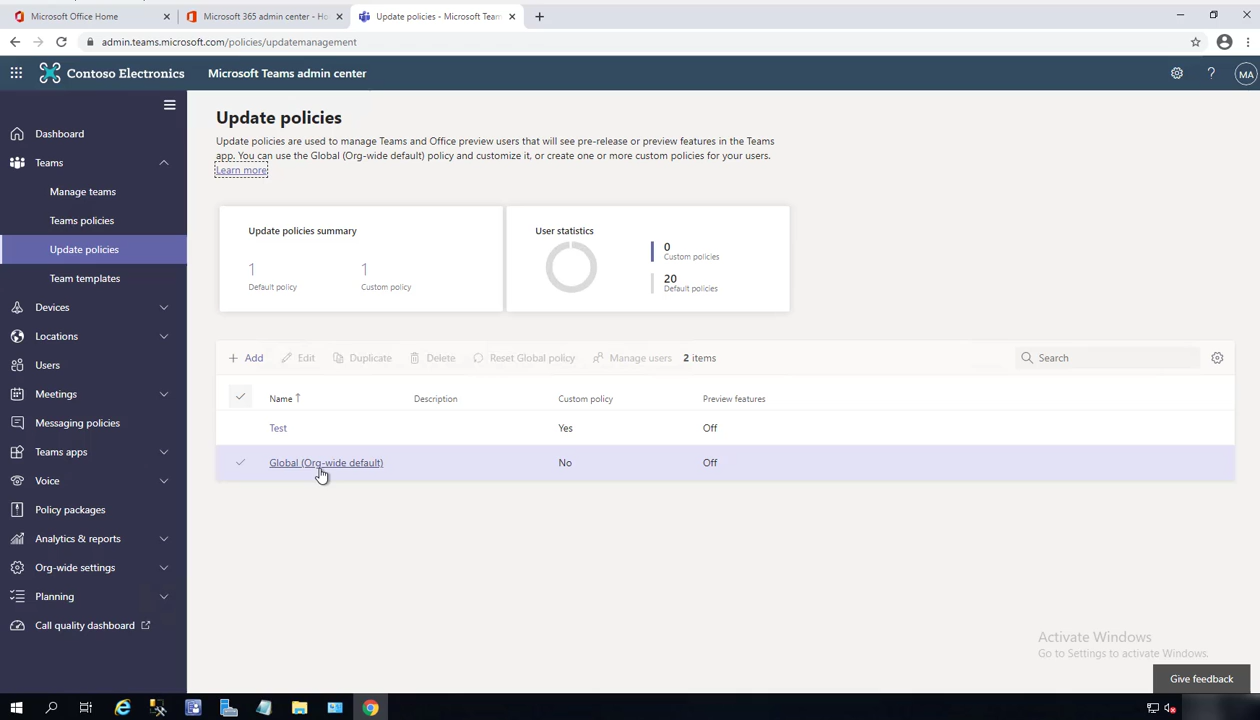 Microsoft Office Home
Microsoft 365 admin center - Ho
Update policies - Microsoft Team
admin.teams.microsoft.com/policies/updatemanagement
Contoso Electronics
Microsoft Teams admin center
MA
Dashboard
Teams
Manage teams
Teams policies
Update policies
Team templates
Devices
Locations
Users
Meetings
Messaging policies
Teams apps
Voice
Policy packages
Analytics & reports
Org-wide settings
Planning
Call quality dashboard
Update policies
Update policies are used to manage Teams and Office preview users that will see pre-release or preview features in the Teams
app. You can use the Global (Org-wide default) policy and customize it, or create one or more custom policies for your users.
Learn more
Update policies summary
1
Default policy
1
Custom policy
User statistics
0
Custom policies
20
Default policies
Add Edit Duplicate Delete Reset Global policy Manage users 2 items Search
Name ↑ Description Custom policy Preview features
Test Yes Off
Global (Org-wide default) No Off
Activate Windows
Go to Settings to activate Windows.
Give feedback